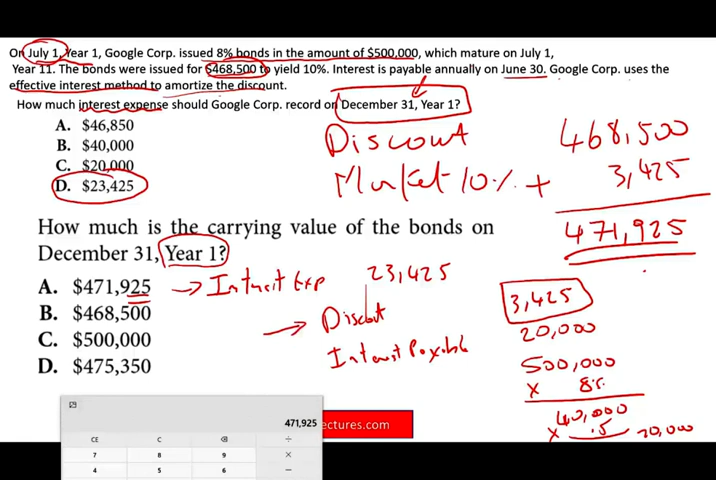 On July 1, Year 1, Google Corp. issued 8% bonds in the amount of $500,000, which mature on July 1,
Year 11. The bonds were issued for $468,500 to yield 10%. Interest is payable annually on June 30. Google Corp. uses the
effective interest method to amortize the discount.
How much interest expense should Google Corp. record on December 31, Year 1?
A. $46,850
B. $40,000
C. $20,000
D. $23,425
Discount
Market 10% +
468,500
3,425
471,925
How much is the carrying value of the bonds on
December 31, Year 1?
A. $471,925
B. $468,500
C. $500,000
D. $475,350
Interest Exp 23,425
Discount
Interest Payable
3,425
20,000
500,000
x 8%
40,000
x .5 20,000
471,925
ectures.com
CE C ÷
7 8 9 ×
4 5 6 −